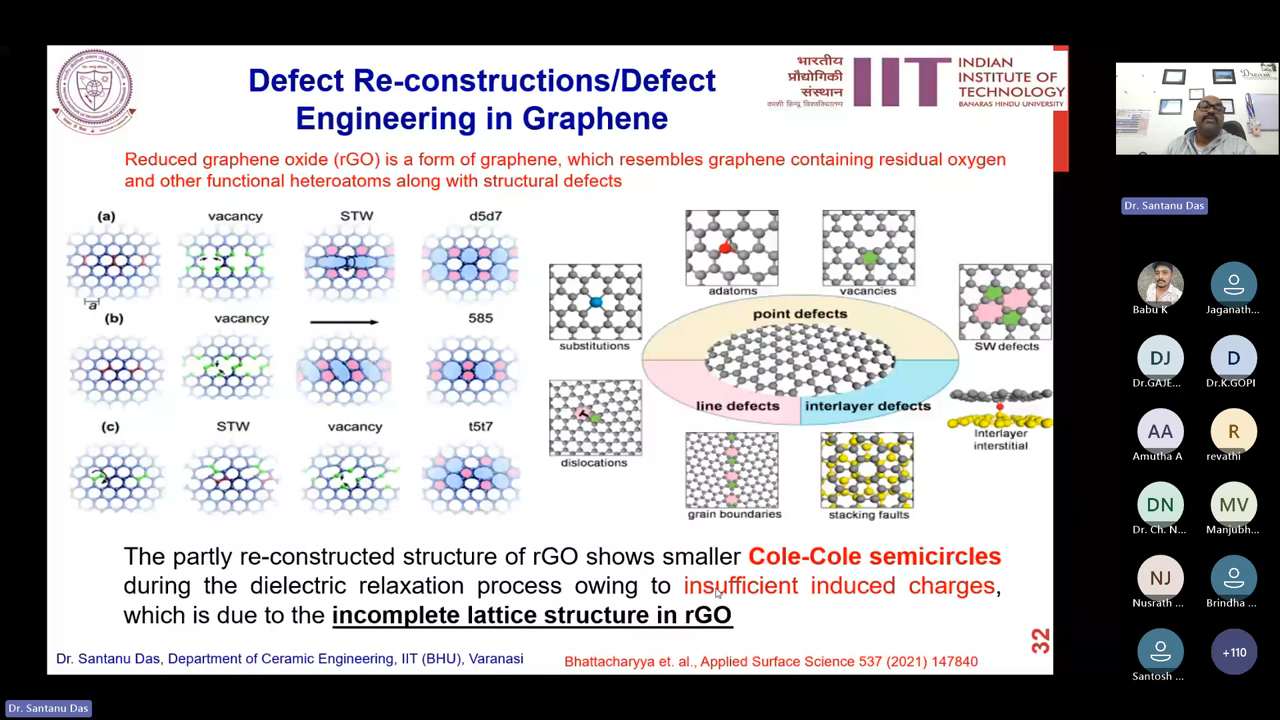 Defect Re-constructions/Defect
Engineering in Graphene
भारतीय
प्रौद्योगिकी
संस्थान
काशी हिन्दू विश्वविद्यालय
IIT
INDIAN
INSTITUTE OF
TECHNOLOGY
BANARAS HINDU UNIVERSITY
Reduced graphene oxide (rGO) is a form of graphene, which resembles graphene containing residual oxygen
and other functional heteroatoms along with structural defects
(a) vacancy STW d5d7
a
(b) vacancy 585
(c) STW vacancy t5t7
adatoms
vacancies
substitutions
SW defects
point defects
line defects
interlayer defects
dislocations
Interlayer
interstitial
grain boundaries
stacking faults
The partly re-constructed structure of rGO shows smaller Cole-Cole semicircles
during the dielectric relaxation process owing to insufficient induced charges,
which is due to the incomplete lattice structure in rGO
32
Dr. Santanu Das, Department of Ceramic Engineering, IIT (BHU), Varanasi
Bhattacharyya et. al., Applied Surface Science 537 (2021) 147840
Dr. Santanu Das
Dream
Dr. Santanu Das
Babu K
Jaganath...
DJ
D
Dr.GAJE...
Dr.K.GOPI
AA
R
Amutha A
revathi
DN
MV
Dr. Ch. N...
Manjubh...
NJ
Nusrath ...
Brindha ...
Santosh ...
+110